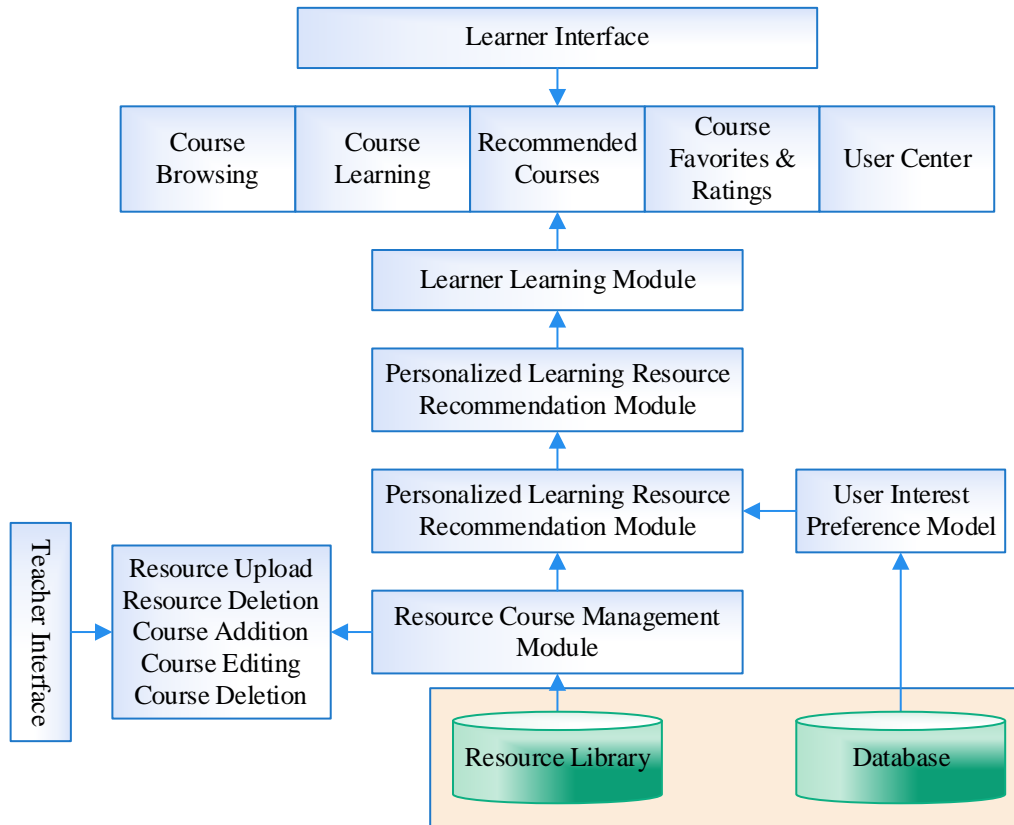 Learner Interface
Course
Browsing
Course
Learning
Recommended
Courses
Course
Favorites &
Ratings
User Center
Learner Learning Module
Personalized Learning Resource
Recommendation Module
Personalized Learning Resource
Recommendation Module
User Interest
Preference Model
Teacher Interface
Resource Upload
Resource Deletion
Course Addition
Course Editing
Course Deletion
Resource Course Management
Module
Resource Library
Database